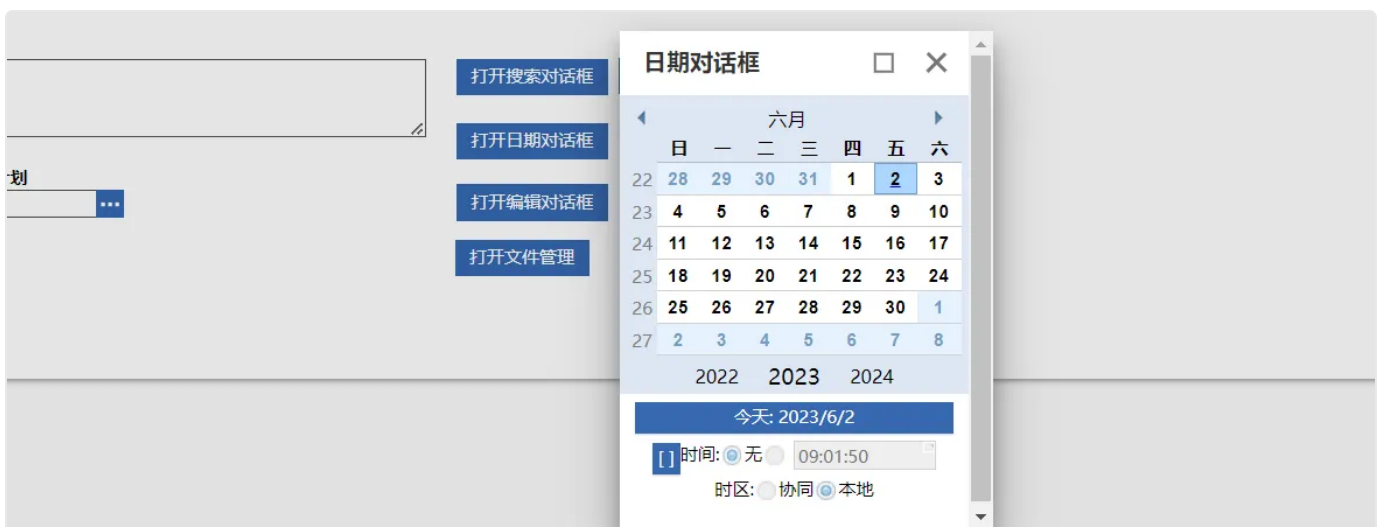 日期对话框
打开搜索对话框
打开日期对话框
划
打开编辑对话框
打开文件管理
六月
日 一 二 三 四 五 六
22 28 29 30 31 1 2 3
23 4 5 6 7 8 9 10
24 11 12 13 14 15 16 17
25 18 19 20 21 22 23 24
26 25 26 27 28 29 30 1
27 2 3 4 5 6 7 8
2022 2023 2024
今天: 2023/6/2
[ ] 时间: 无 09:01:50
时区: 协同 本地